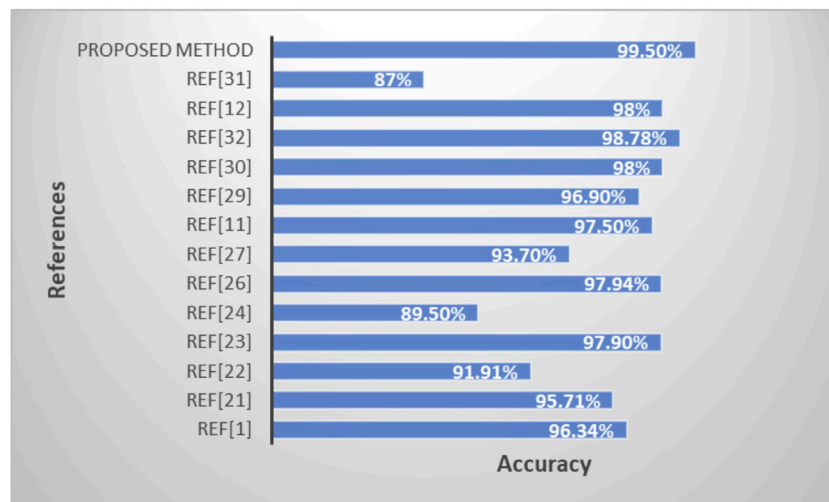 PROPOSED METHOD 99.50%
REF[31] 87%
REF[12] 98%
REF[32] 98.78%
REF[30] 98%
REF[29] 96.90%
REF[11] 97.50%
REF[27] 93.70%
REF[26] 97.94%
REF[24] 89.50%
REF[23] 97.90%
REF[22] 91.91%
REF[21] 95.71%
REF[1] 96.34%
References
Accuracy